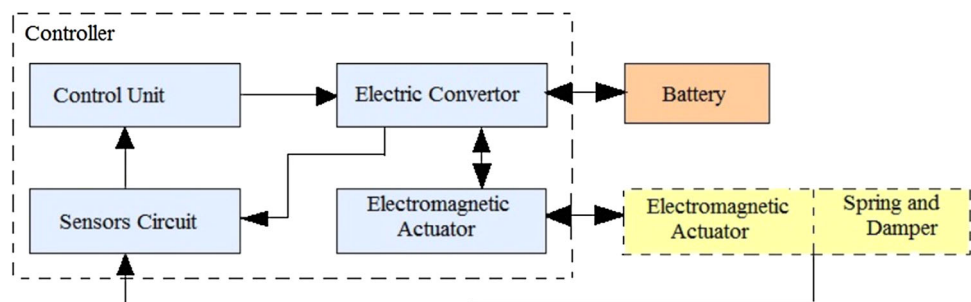 Controller
Control Unit
Electric Convertor
Battery
Sensors Circuit
Electromagnetic
Actuator
Electromagnetic
Actuator
Spring and
Damper